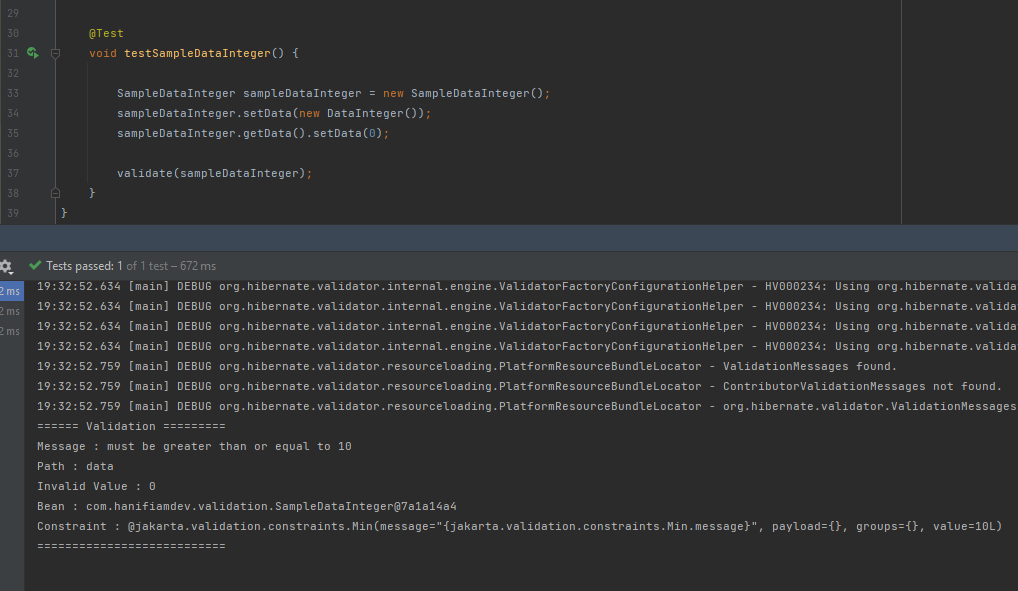 29
30 @Test
31 void testSampleDataInteger() {
32
33 SampleDataInteger sampleDataInteger = new SampleDataInteger();
34 sampleDataInteger.setData(new DataInteger());
35 sampleDataInteger.getData().setData(0);
36
37 validate(sampleDataInteger);
38 }
39 }
Tests passed: 1 of 1 test – 672 ms
2 ms 19:32:52.634 [main] DEBUG org.hibernate.validator.internal.engine.ValidatorFactoryConfigurationHelper - HV000234: Using org.hibernate.valida
2 ms 19:32:52.634 [main] DEBUG org.hibernate.validator.internal.engine.ValidatorFactoryConfigurationHelper - HV000234: Using org.hibernate.valida
2 ms 19:32:52.634 [main] DEBUG org.hibernate.validator.internal.engine.ValidatorFactoryConfigurationHelper - HV000234: Using org.hibernate.valida
19:32:52.634 [main] DEBUG org.hibernate.validator.internal.engine.ValidatorFactoryConfigurationHelper - HV000234: Using org.hibernate.valida
19:32:52.759 [main] DEBUG org.hibernate.validator.resourceloading.PlatformResourceBundleLocator - ValidationMessages found.
19:32:52.759 [main] DEBUG org.hibernate.validator.resourceloading.PlatformResourceBundleLocator - ContributorValidationMessages not found.
19:32:52.759 [main] DEBUG org.hibernate.validator.resourceloading.PlatformResourceBundleLocator - org.hibernate.validator.ValidationMessages
====== Validation =========
Message : must be greater than or equal to 10
Path : data
Invalid Value : 0
Bean : com.hanifiamdev.validation.SampleDataInteger@7a1a14a4
Constraint : @jakarta.validation.constraints.Min(message="{jakarta.validation.constraints.Min.message}", payload={}, groups={}, value=10L)
===========================